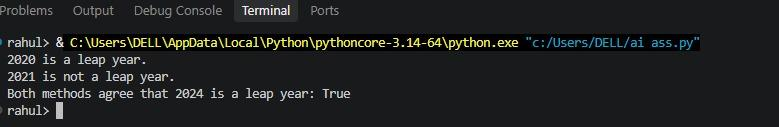 Problems Output Debug Console Terminal Ports
rahul> & C:\Users\DELL\AppData\Local\Python\pythoncore-3.14-64\python.exe "c:/Users/DELL/ai ass.py"
2020 is a leap year.
2021 is not a leap year.
Both methods agree that 2024 is a leap year: True
rahul>